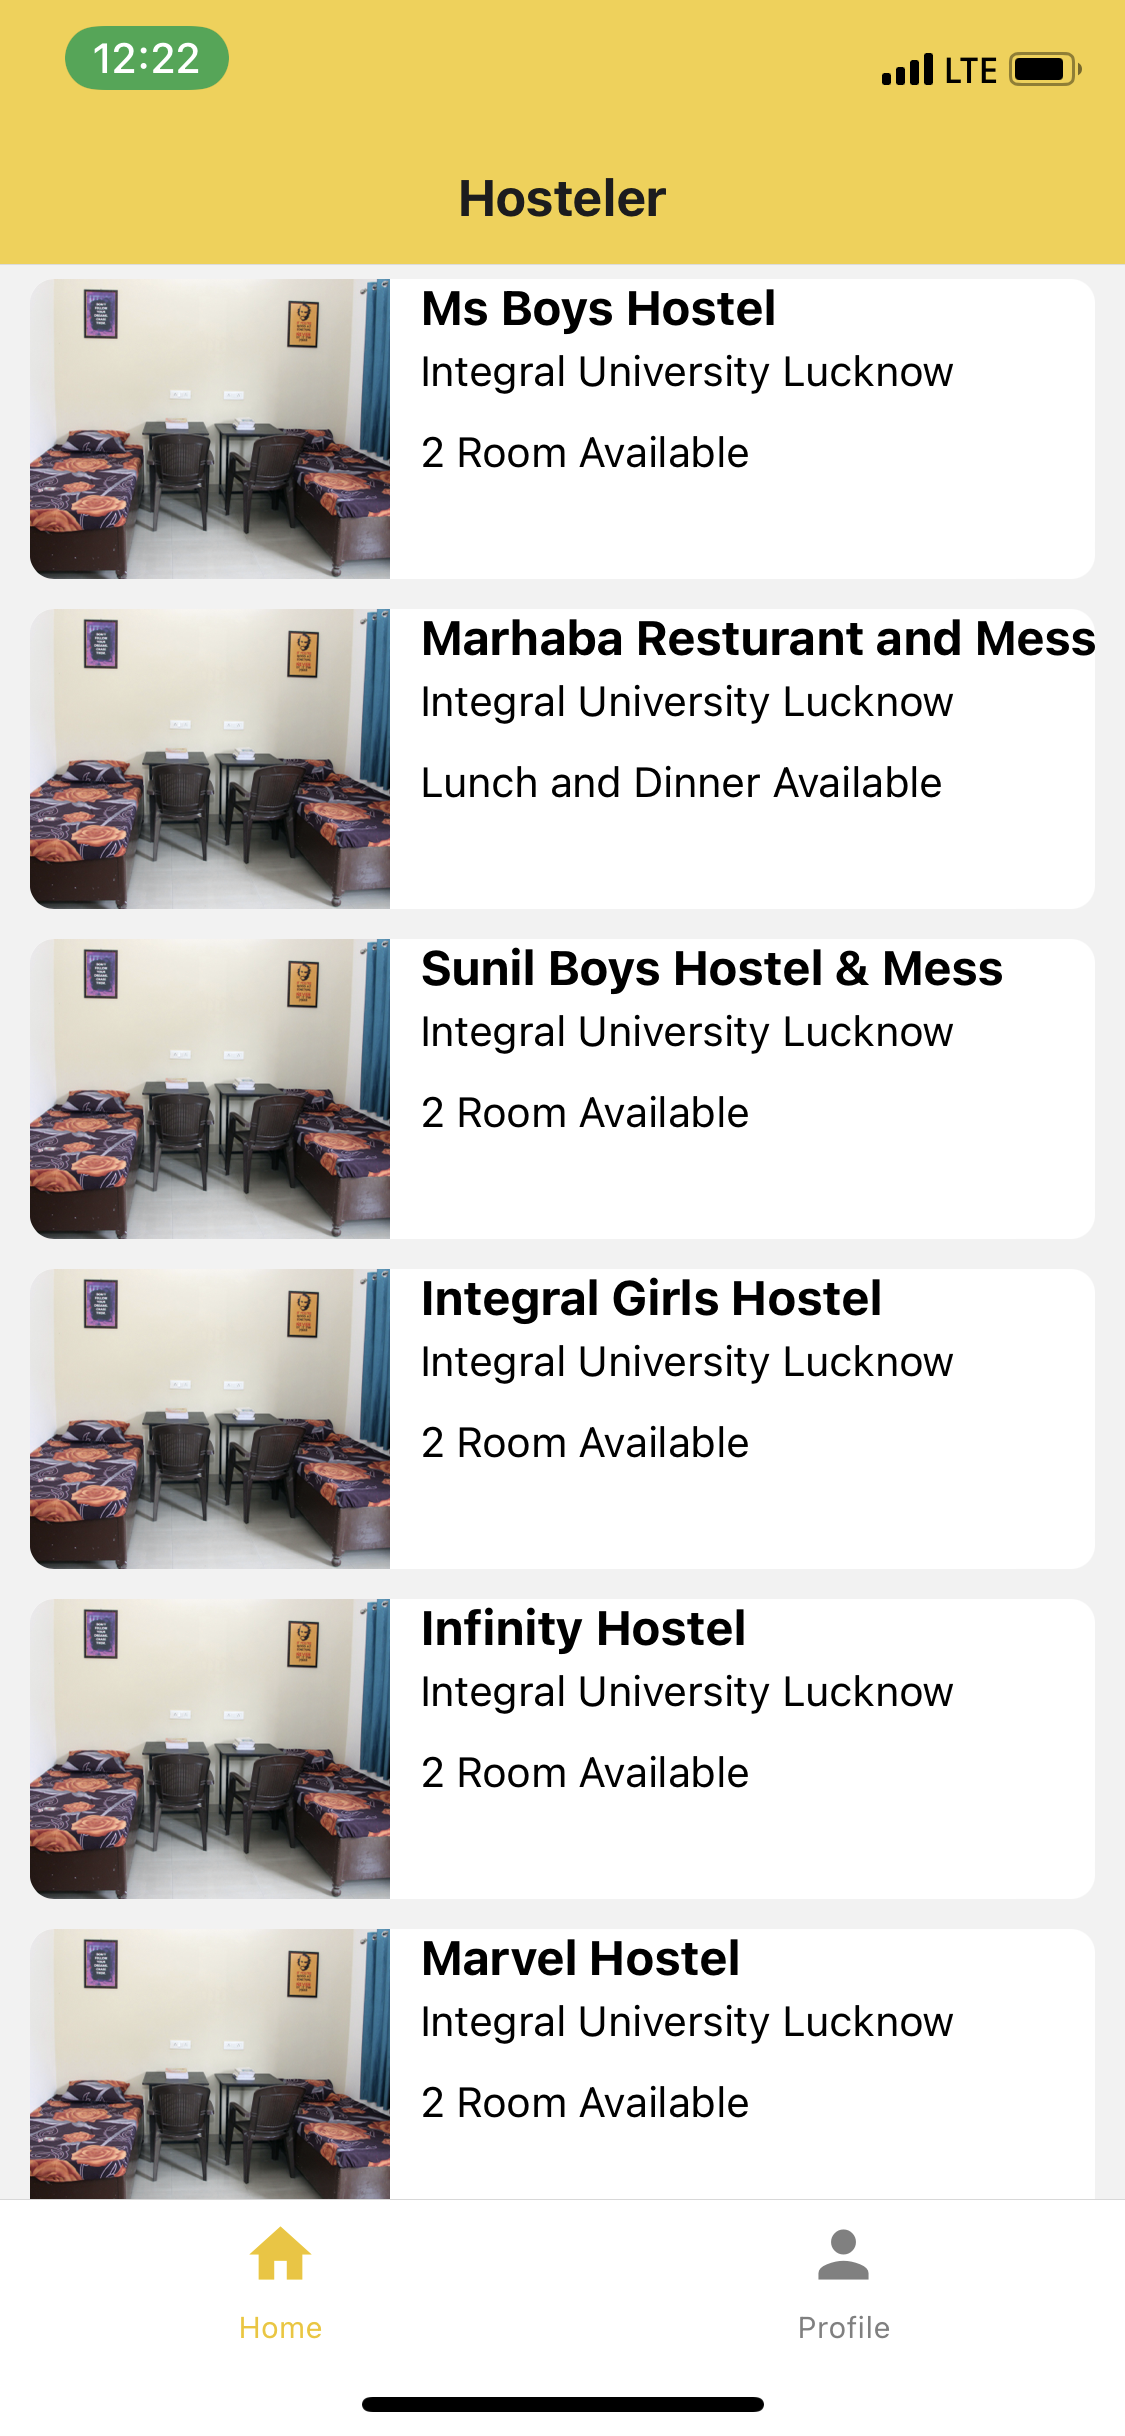 12:22
LTE
Hosteler
Ms Boys Hostel
Integral University Lucknow
2 Room Available
Marhaba Resturant and Mess
Integral University Lucknow
Lunch and Dinner Available
Sunil Boys Hostel & Mess
Integral University Lucknow
2 Room Available
Integral Girls Hostel
Integral University Lucknow
2 Room Available
Infinity Hostel
Integral University Lucknow
2 Room Available
Marvel Hostel
Integral University Lucknow
2 Room Available
Home
Profile